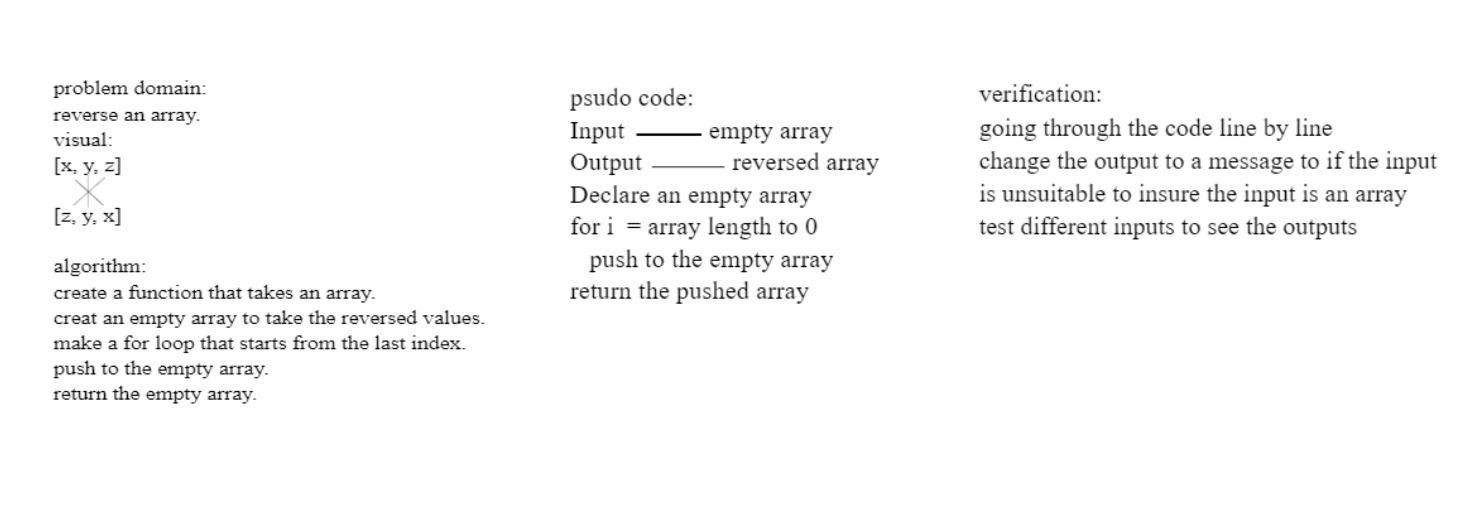 problem domain:
reverse an array.
visual:
[x, y, z]
[z, y, x]
algorithm:
create a function that takes an array.
creat an empty array to take the reversed values.
make a for loop that starts from the last index.
push to the empty array.
return the empty array.
psudo code:
Input —— empty array
Output —— reversed array
Declare an empty array
for i = array length to 0
push to the empty array
return the pushed array
verification:
going through the code line by line
change the output to a message to if the input
is unsuitable to insure the input is an array
test different inputs to see the outputs